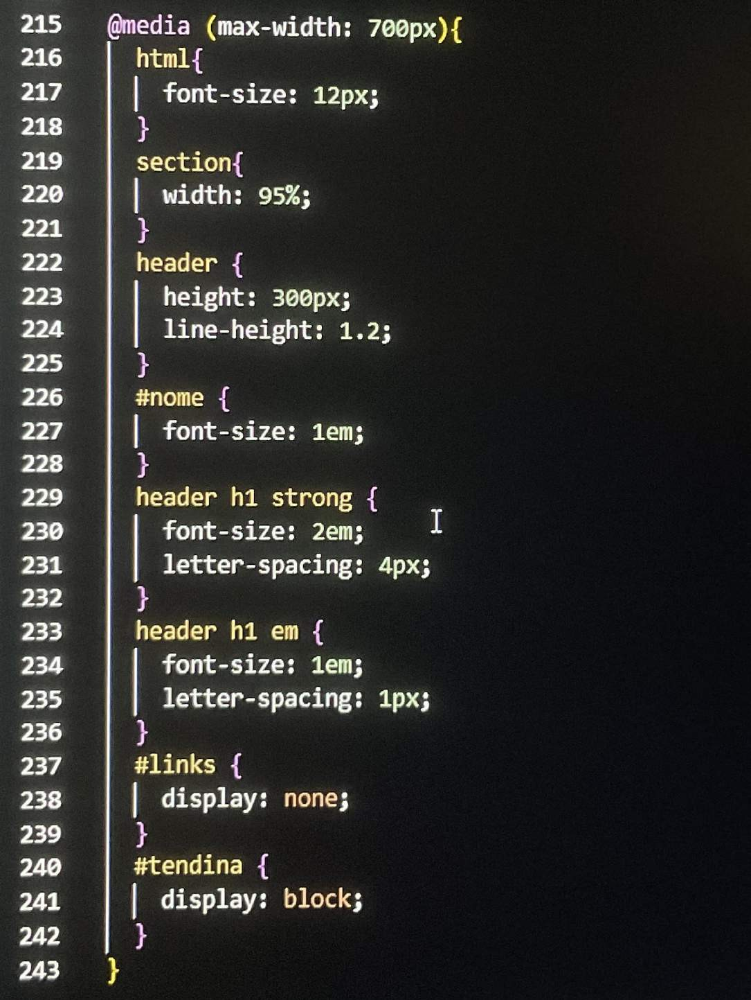 215 @media (max-width: 700px){
216 html{
217 font-size: 12px;
218 }
219 section{
220 width: 95%;
221 }
222 header {
223 height: 300px;
224 line-height: 1.2;
225 }
226 #nome {
227 font-size: 1em;
228 }
229 header h1 strong {
230 font-size: 2em;
231 letter-spacing: 4px;
232 }
233 header h1 em {
234 font-size: 1em;
235 letter-spacing: 1px;
236 }
237 #links {
238 display: none;
239 }
240 #tendina {
241 display: block;
242 }
243 }